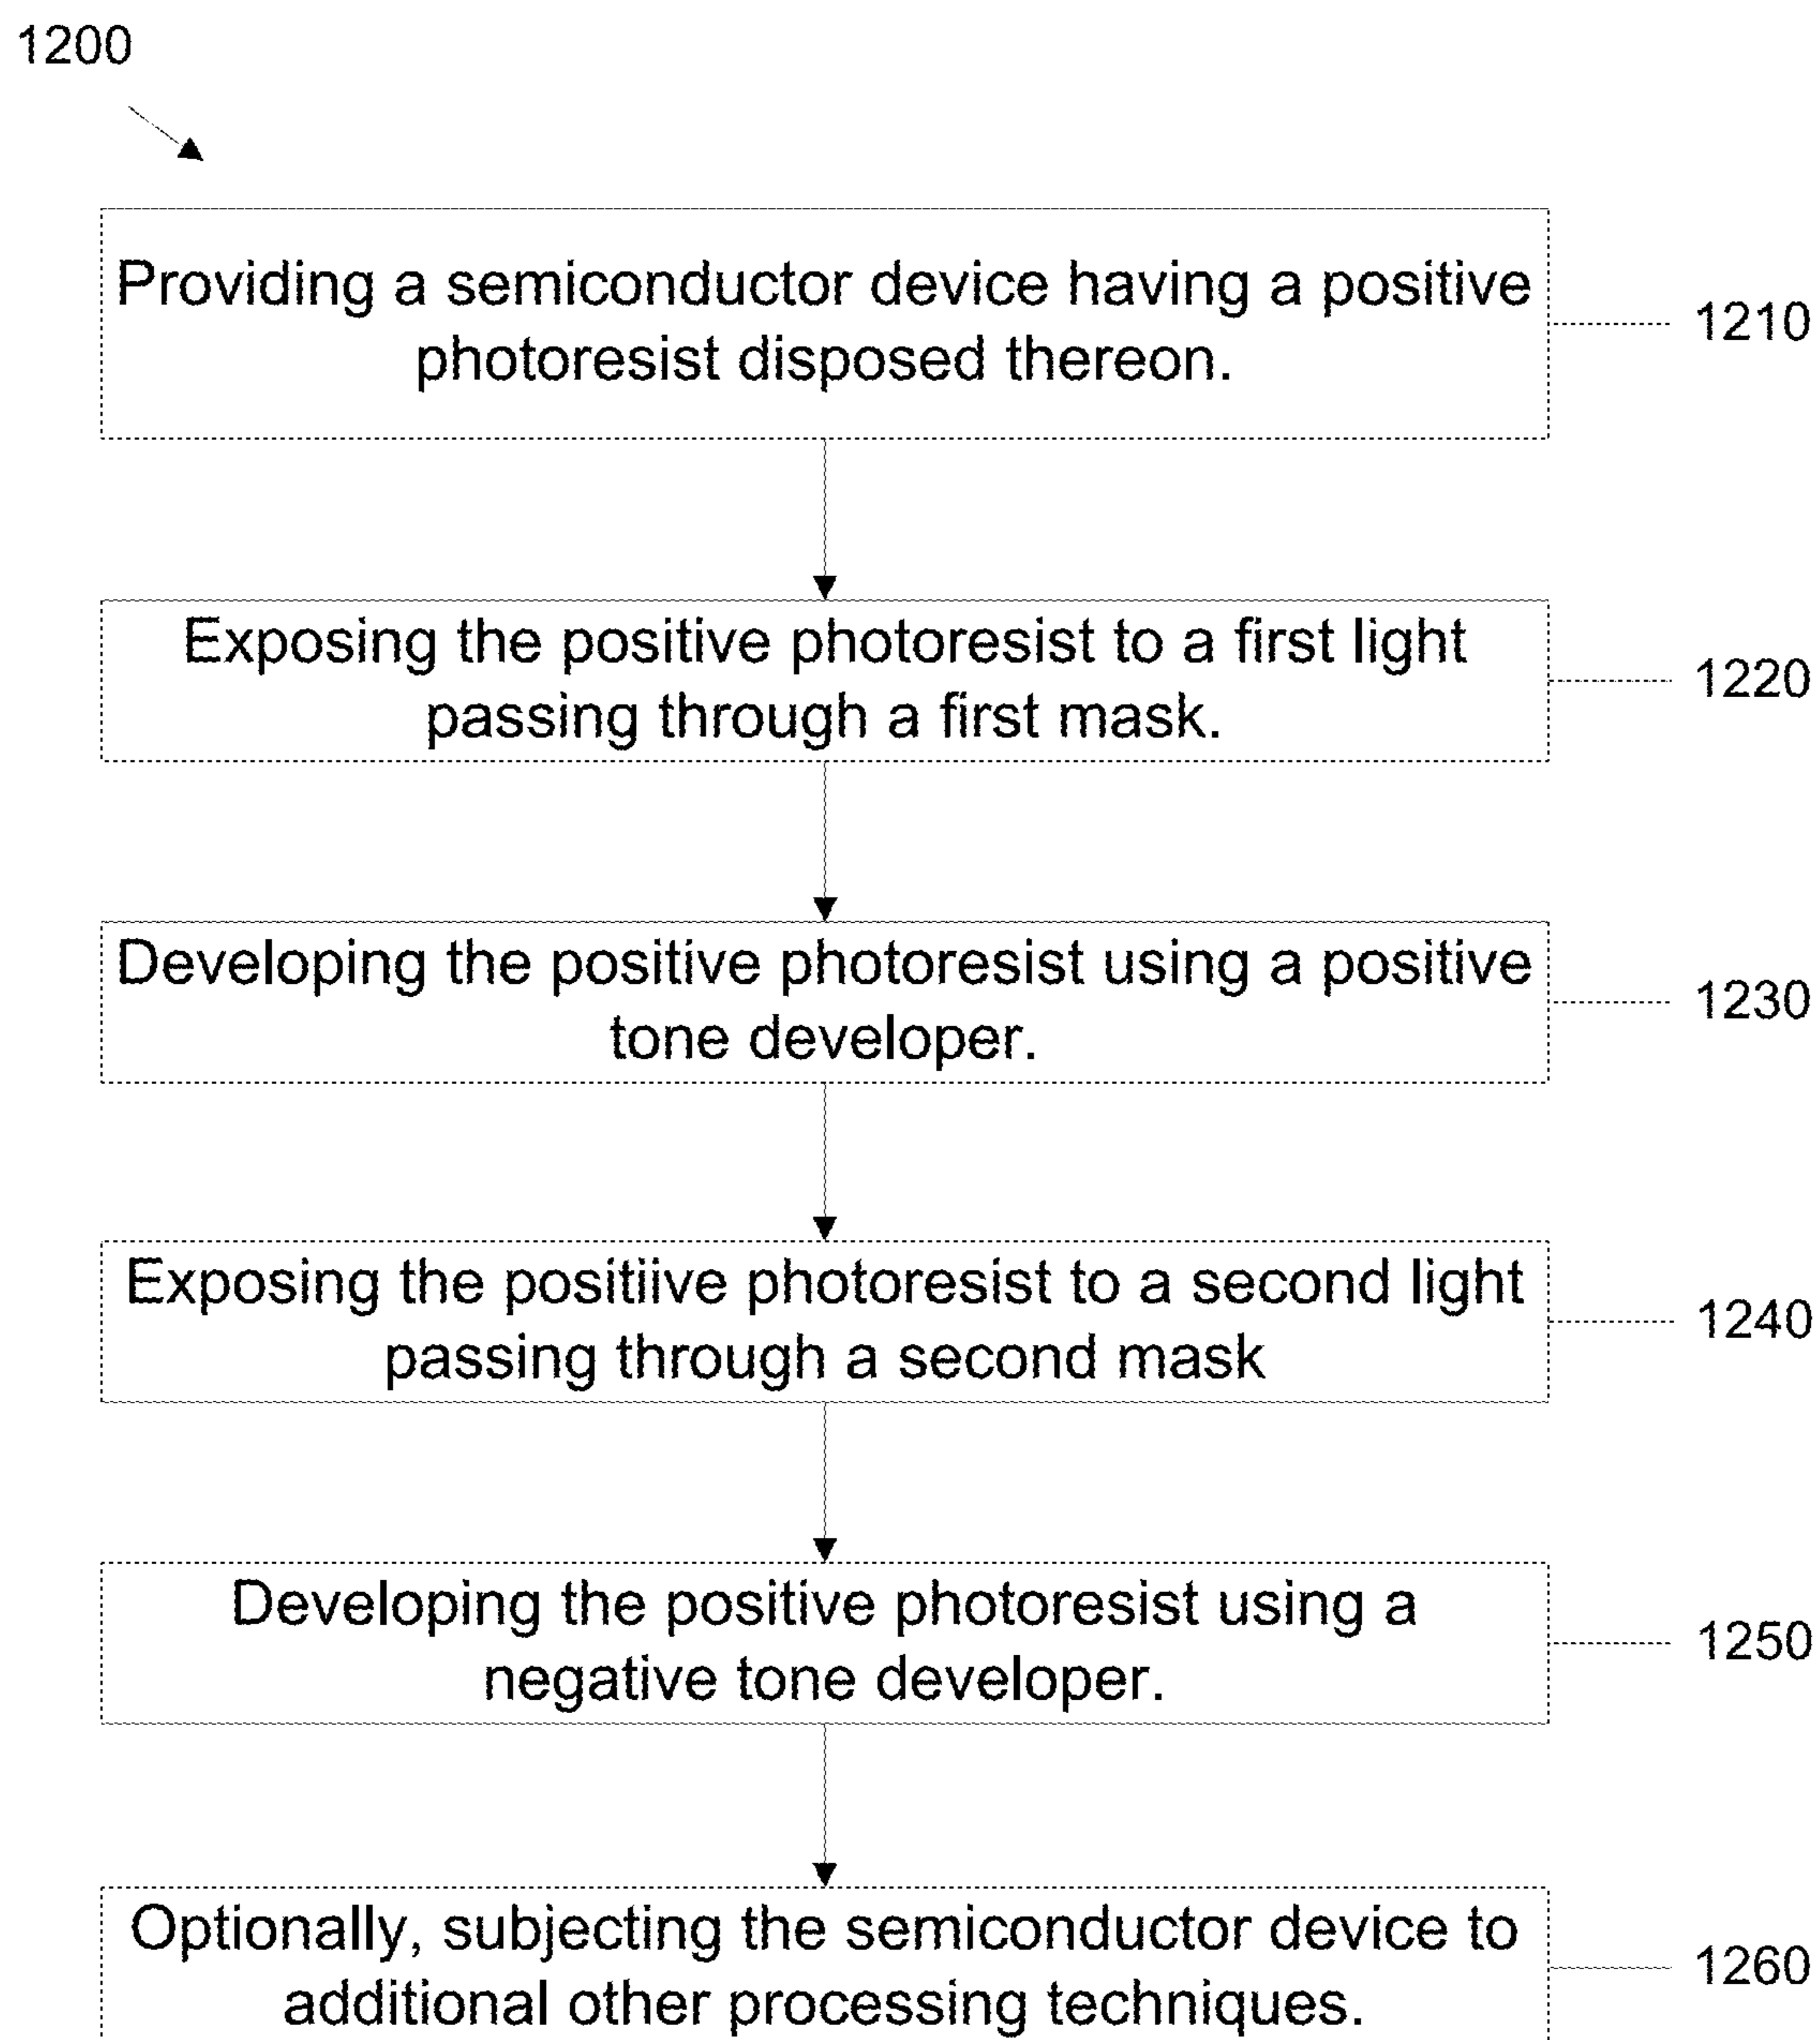 1200
Providing a semiconductor device having a positive
photoresist disposed thereon.
1210
Exposing the positive photoresist to a first light
passing through a first mask.
1220
Developing the positive photoresist using a positive
tone developer.
1230
Exposing the positiive photoresist to a second light
passing through a second mask
1240
Developing the positive photoresist using a
negative tone developer.
1250
Optionally, subjecting the semiconductor device to
additional other processing techniques.
1260